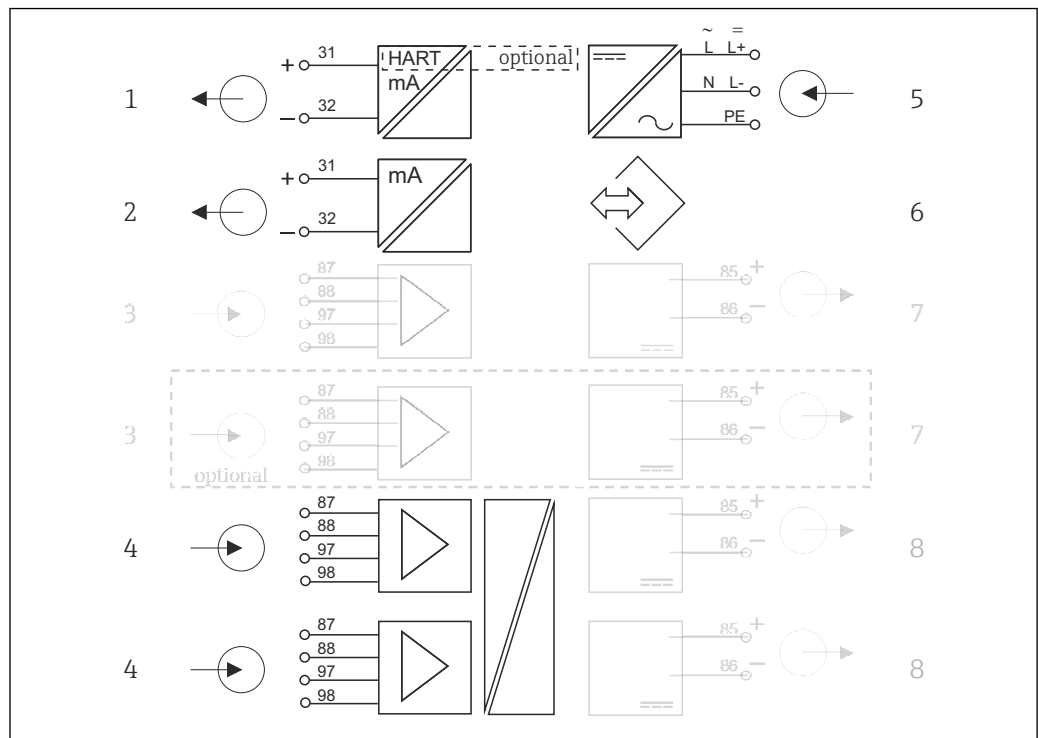 ~ =
+ 31 HART optional L L+
1 mA N L- 5
− 32 PE
+ 31 mA
2 6
− 32
87 85 +
88
3 97 86 − 7
98
87 85 +
88
3 97 86 − 7
optional 98
87 85 +
88
4 97 86 − 8
98
87 85 +
88
4 97 86 − 8
98